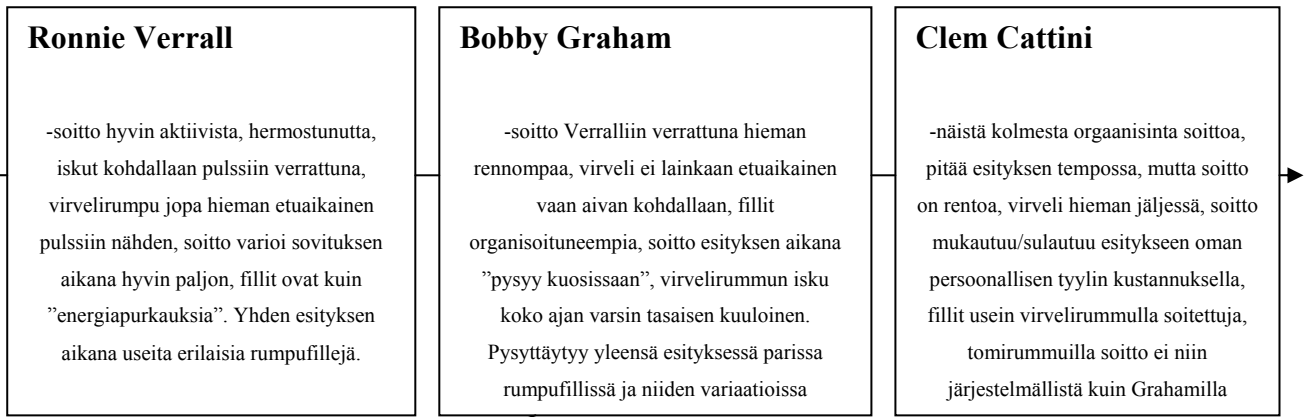 Ronnie Verrall
-soitto hyvin aktiivista, hermostunutta,
iskut kohdallaan pulssiin verrattuna,
virvelirumpu jopa hieman etuaikainen
pulssiin nähden, soitto varioi sovituksen
aikana hyvin paljon, fillit ovat kuin
”energiapurkauksia”. Yhden esityksen
aikana useita erilaisia rumpufillejä.
Bobby Graham
-soitto Verralliin verrattuna hieman
rennompaa, virveli ei lainkaan etuaikainen
vaan aivan kohdallaan, fillit
organisoituneempia, soitto esityksen aikana
”pysyy kuosissaan”, virvelirummun isku
koko ajan varsin tasaisen kuuloinen.
Pysyttäytyy yleensä esityksessä parissa
rumpufillissä ja niiden variaatioissa
Clem Cattini
-näistä kolmesta orgaanisinta soittoa,
pitää esityksen tempossa, mutta soitto
on rentoa, virveli hieman jäljessä, soitto
mukautuu/sulautuu esitykseen oman
persoonallisen tyylin kustannuksella,
fillit usein virvelirummulla soitettuja,
tomirummuilla soitto ei niin
järjestelmällistä kuin Grahamilla